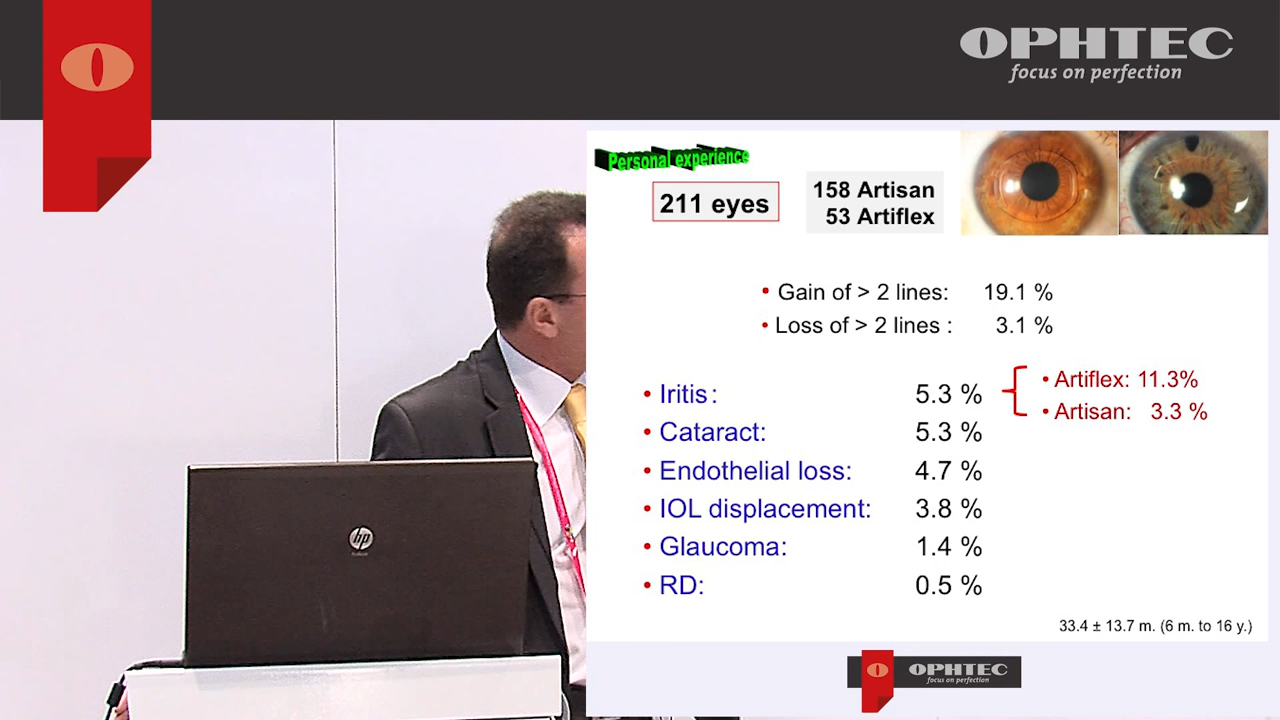 OPHTEC
focus on perfection
Personal experience
211 eyes
158 Artisan
53 Artiflex
• Gain of > 2 lines: 19.1 %
• Loss of > 2 lines : 3.1 %
• Iritis: 5.3 %
• Artiflex: 11.3%
• Artisan: 3.3 %
• Cataract: 5.3 %
• Endothelial loss: 4.7 %
• IOL displacement: 3.8 %
• Glaucoma: 1.4 %
• RD: 0.5 %
33.4 ± 13.7 m. (6 m. to 16 y.)
hp
OPHTEC
focus on perfection